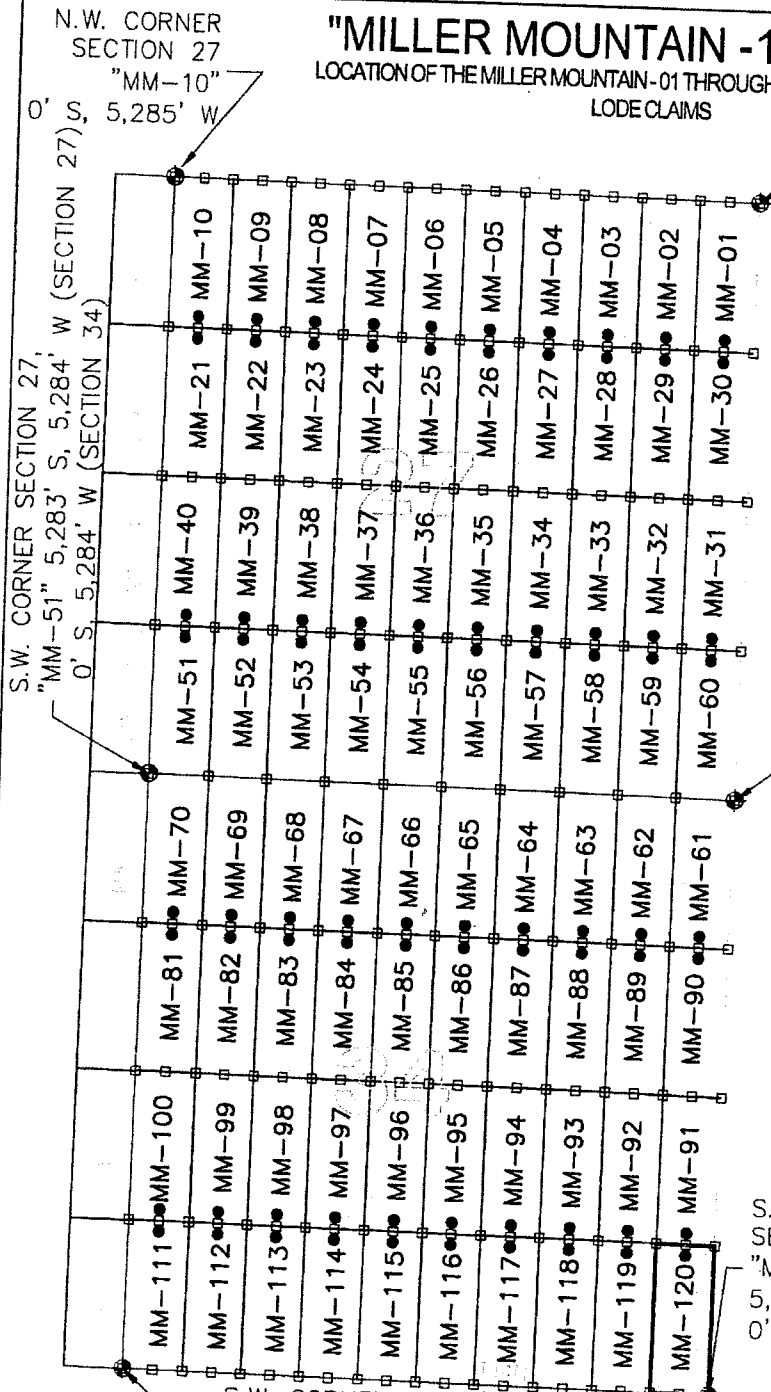 N.W. CORNER
SECTION 27
"MM-10"
0' S, 5,285' W
"MILLER MOUNTAIN -1
LOCATION OF THE MILLER MOUNTAIN-01 THROUGH
LODE CLAIMS
S.W. CORNER SECTION 27,
"MM-51" 5,283' S, 5,284' W (SECTION 27)
0' S, 5,284' W (SECTION 34)
MM-10
MM-09
MM-08
MM-07
MM-06
MM-05
MM-04
MM-03
MM-02
MM-01
MM-21
MM-22
MM-23
MM-24
MM-25
MM-26
MM-27
MM-28
MM-29
MM-30
27
MM-40
MM-39
MM-38
MM-37
MM-36
MM-35
MM-34
MM-33
MM-32
MM-31
MM-51
MM-52
MM-53
MM-54
MM-55
MM-56
MM-57
MM-58
MM-59
MM-60
MM-70
MM-69
MM-68
MM-67
MM-66
MM-65
MM-64
MM-63
MM-62
MM-61
MM-81
MM-82
MM-83
MM-84
MM-85
MM-86
MM-87
MM-88
MM-89
MM-90
34
MM-100
MM-99
MM-98
MM-97
MM-96
MM-95
MM-94
MM-93
MM-92
MM-91
MM-111
MM-112
MM-113
MM-114
MM-115
MM-116
MM-117
MM-118
MM-119
MM-120
S.
SE
"M
5,
0'
S.W. CORNER